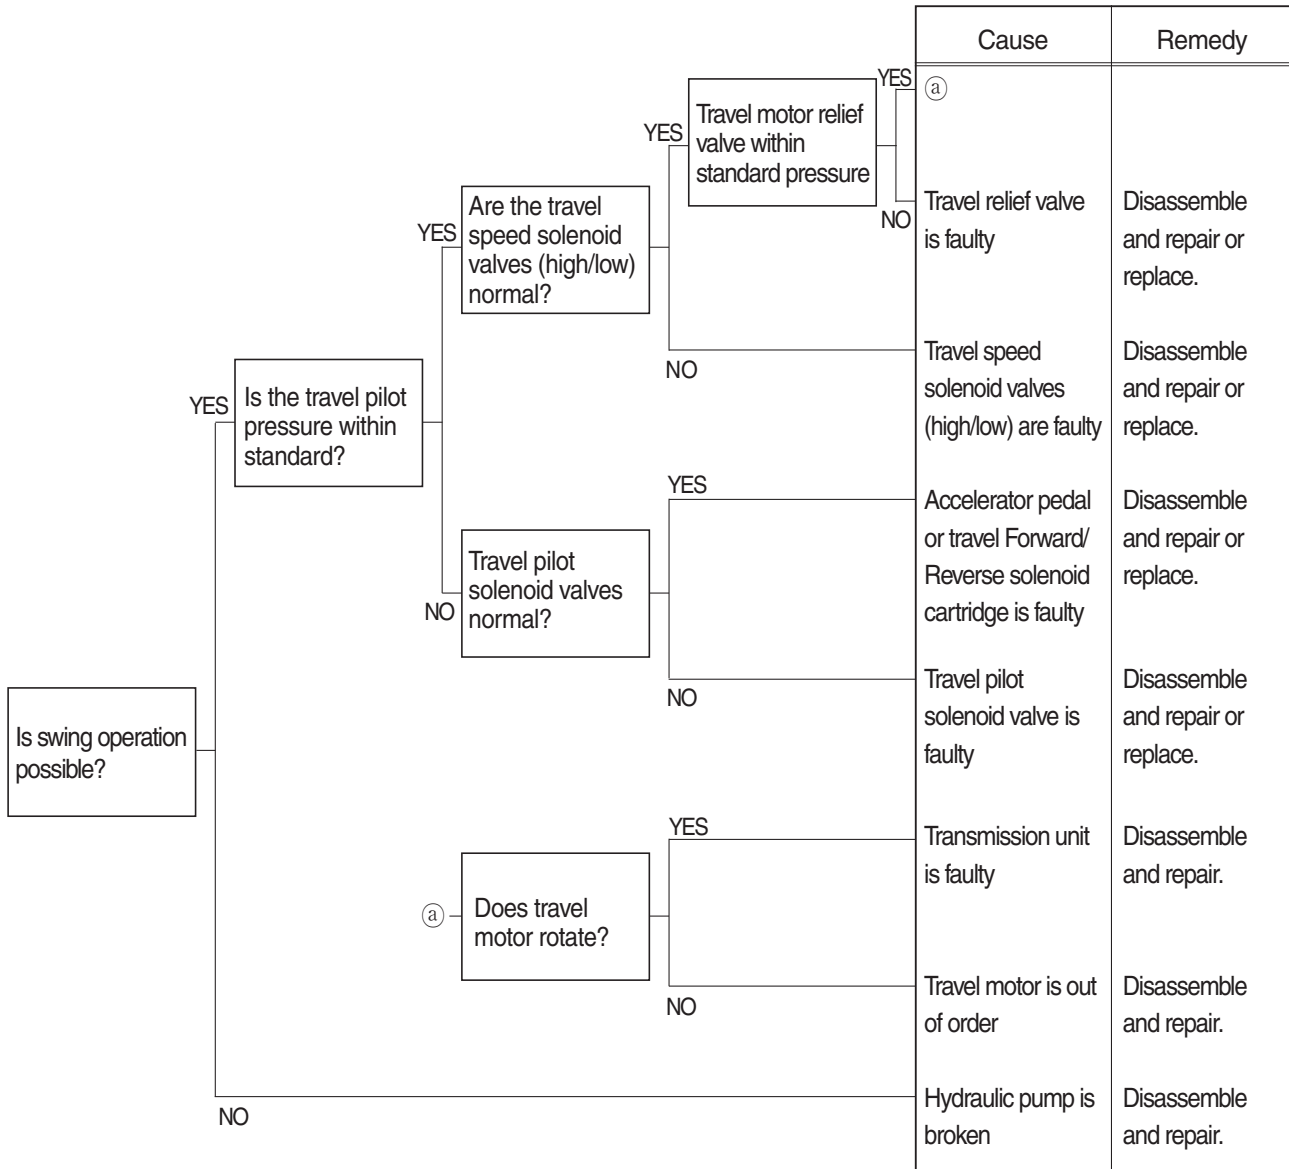 Cause
Remedy
YES
ⓐ
Travel motor relief
valve within
standard pressure
YES
NO
Travel relief valve
is faulty
Disassemble
and repair or
replace.
Are the travel
speed solenoid
valves (high/low)
normal?
YES
NO
Travel speed
solenoid valves
(high/low) are faulty
Disassemble
and repair or
replace.
YES
Is the travel pilot
pressure within
standard?
YES
Accelerator pedal
or travel Forward/
Reverse solenoid
cartridge is faulty
Disassemble
and repair or
replace.
NO
Travel pilot
solenoid valves
normal?
NO
Travel pilot
solenoid valve is
faulty
Disassemble
and repair or
replace.
Is swing operation
possible?
YES
Transmission unit
is faulty
Disassemble
and repair.
ⓐ
Does travel
motor rotate?
NO
Travel motor is out
of order
Disassemble
and repair.
NO
Hydraulic pump is
broken
Disassemble
and repair.